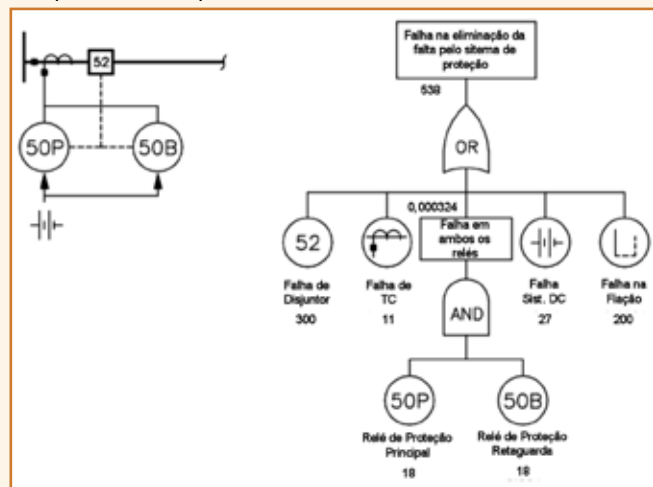 Falha na eliminação da
falta pelo sitema de
proteção
538
52
50P
50B
OR
0,000324
52
Falha em
ambos os
relés
Falha de
Disjuntor
300
Falha de
TC
11
Falha
Sist. DC
27
Falha na
Fiação
200
AND
50P
50B
Relé de Proteção
Principal
18
Relé de Proteção
Retaguarda
18